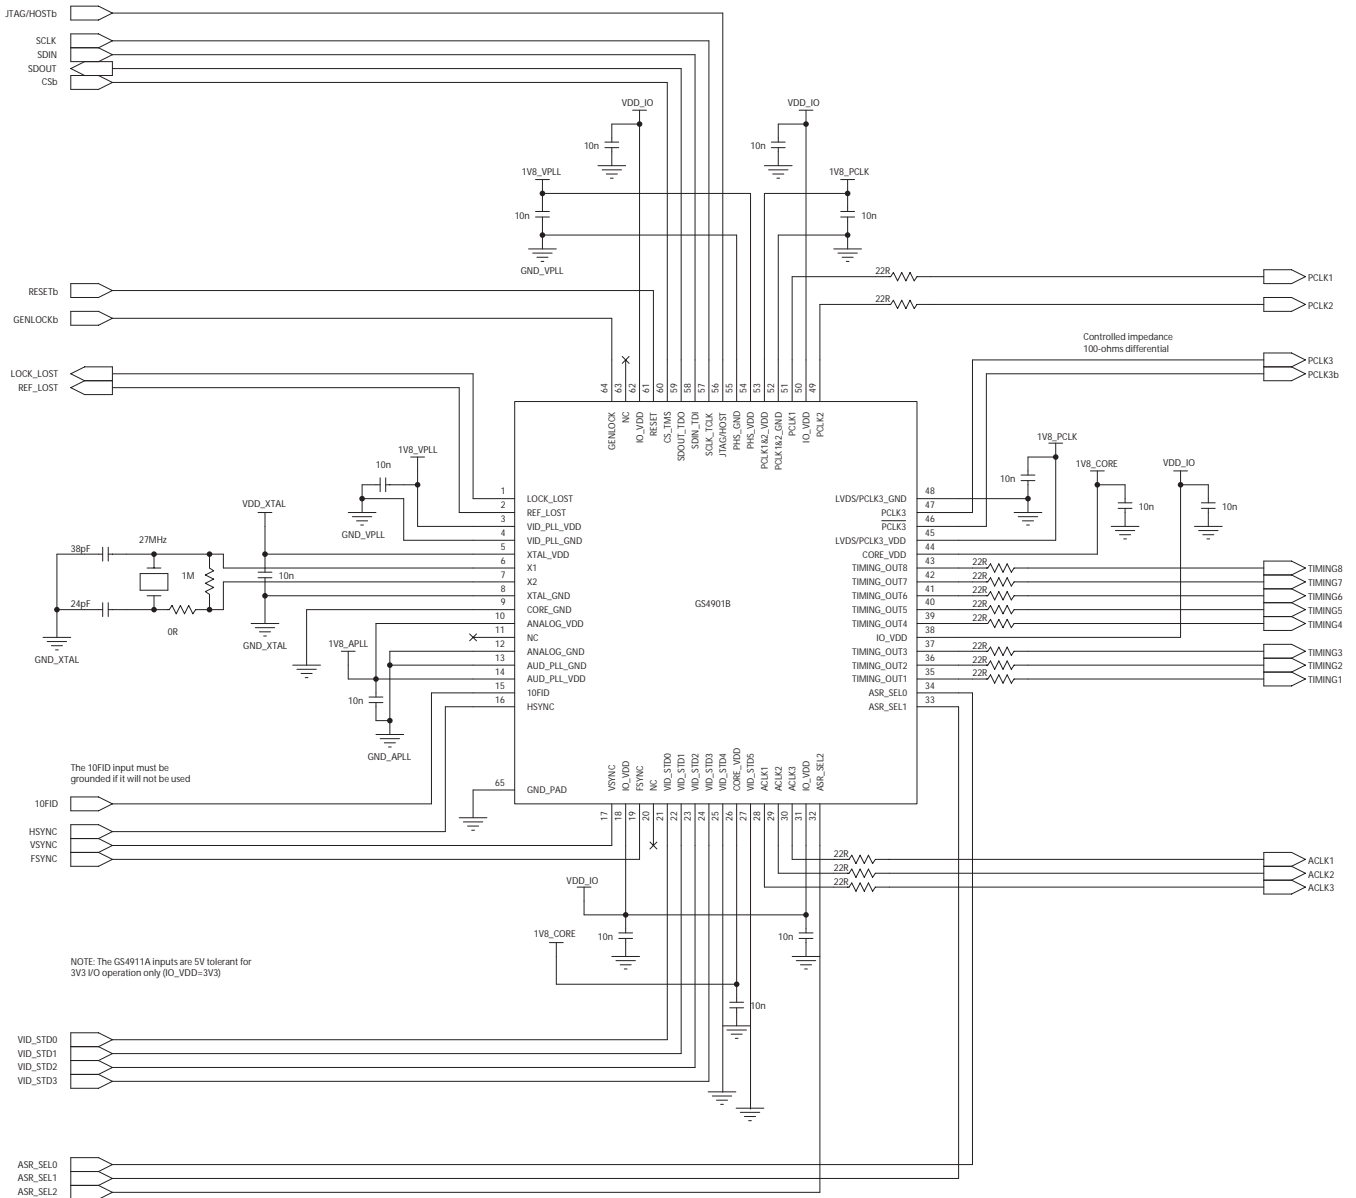 JTAG/HOSTb
SCLK
SDIN
SDOUT
CSb
VDD_IO
VDD_IO
10n
10n
1V8_VPLL
1V8_PCLK
10n
10n
GND_VPLL
22R
PCLK1
RESETb
22R
PCLK2
GENLOCKb
Controlled impedance
100-ohms differential
PCLK3
LOCK_LOST
PCLK3b
REF_LOST
64
63
62
61
60
59
58
57
56
55
54
53
52
51
50
49
GENLOCK
NC
IO_VDD
RESET
CS_TMS
SDOUT_TDO
SDIN_TDI
SCLK_TCLK
JTAG/HOST
PHS_GND
PHS_VDD
PCLK1&2_VDD
PCLK1&2_GND
PCLK1
IO_VDD
PCLK2
1V8_VPLL
10n
GND_VPLL
1V8_PCLK
10n
1V8_CORE
10n
VDD_IO
10n
VDD_XTAL
38pF
27MHz
1M
10n
24pF
0R
GND_XTAL
GND_XTAL
1V8_APLL
10n
GND_APLL
1 LOCK_LOST
2 REF_LOST
3 VID_PLL_VDD
4 VID_PLL_GND
5 XTAL_VDD
6 X1
7 X2
8 XTAL_GND
9 CORE_GND
10 ANALOG_VDD
11 NC
12 ANALOG_GND
13 AUD_PLL_GND
14 AUD_PLL_VDD
15 10FID
16 HSYNC
65 GND_PAD
GS4901B
LVDS/PCLK3_GND 48
PCLK3 47
PCLK3 46
LVDS/PCLK3_VDD 45
CORE_VDD 44
TIMING_OUT8 43 22R TIMING8
TIMING_OUT7 42 22R TIMING7
TIMING_OUT6 41 22R TIMING6
TIMING_OUT5 40 22R TIMING5
TIMING_OUT4 39 22R TIMING4
IO_VDD 38
TIMING_OUT3 37 22R TIMING3
TIMING_OUT2 36 22R TIMING2
TIMING_OUT1 35 22R TIMING1
ASR_SEL0 34
ASR_SEL1 33
The 10FID input must be
grounded if it will not be used
10FID
HSYNC
VSYNC
FSYNC
VSYNC
IO_VDD
FSYNC
NC
VID_STD0
VID_STD1
VID_STD2
VID_STD3
VID_STD4
CORE_VDD
VID_STD5
ACLK1
ACLK2
ACLK3
IO_VDD
ASR_SEL2
17
18
19
20
21
22
23
24
25
26
27
28
29
30
31
32
22R ACLK1
22R ACLK2
22R ACLK3
VDD_IO
10n
10n
1V8_CORE
10n
NOTE: The GS4911A inputs are 5V tolerant for
3V3 I/O operation only (IO_VDD=3V3)
VID_STD0
VID_STD1
VID_STD2
VID_STD3
ASR_SEL0
ASR_SEL1
ASR_SEL2